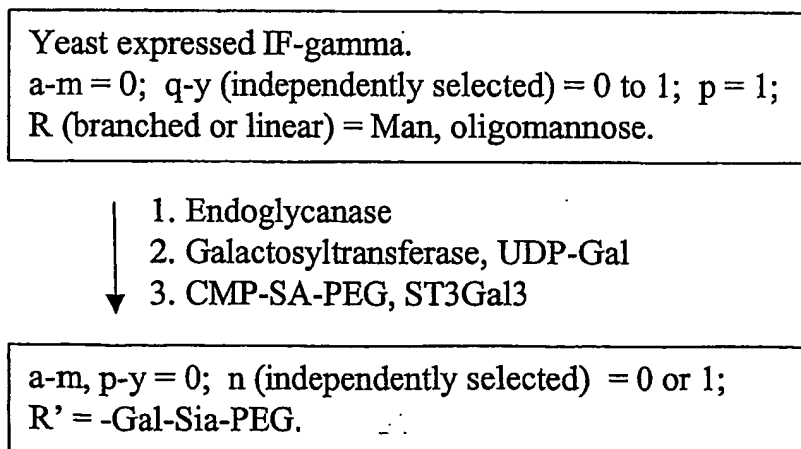 Yeast expressed IF-gamma.
a-m = 0; q-y (independently selected) = 0 to 1; p = 1;
R (branched or linear) = Man, oligomannose.
1. Endoglycanase
2. Galactosyltransferase, UDP-Gal
3. CMP-SA-PEG, ST3Gal3
a-m, p-y = 0; n (independently selected) = 0 or 1;
R' = -Gal-Sia-PEG.